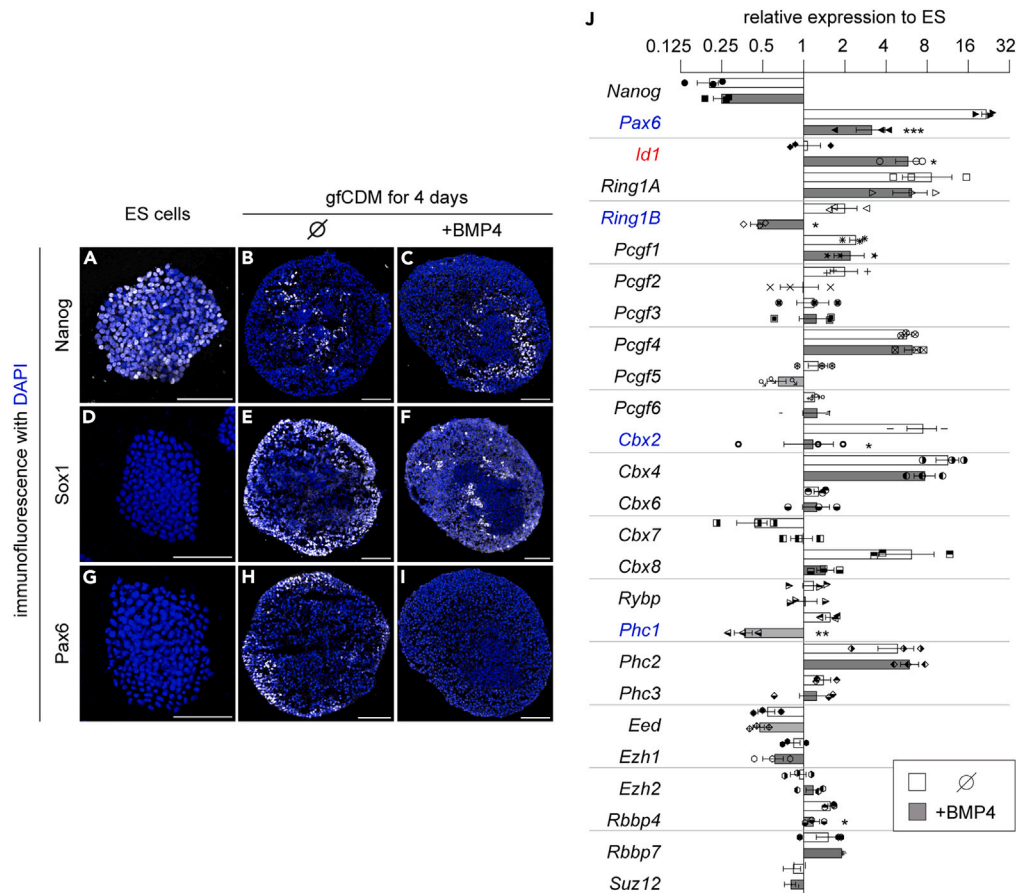 J
relative expression to ES
0.125 0.25 0.5 1 2 4 8 16 32
gfCDM for 4 days
ES cells ∅ +BMP4
immunofluorescence with DAPI
Nanog
A B C
Sox1
D E F
Pax6
G H I
Nanog
Pax6 ***
Id1 *
Ring1A
Ring1B *
Pcgf1
Pcgf2
Pcgf3
Pcgf4
Pcgf5
Pcgf6
Cbx2 *
Cbx4
Cbx6
Cbx7
Cbx8
Rybp
Phc1 **
Phc2
Phc3
Eed
Ezh1
Ezh2
Rbbp4 *
Rbbp7
Suz12
∅
+BMP4